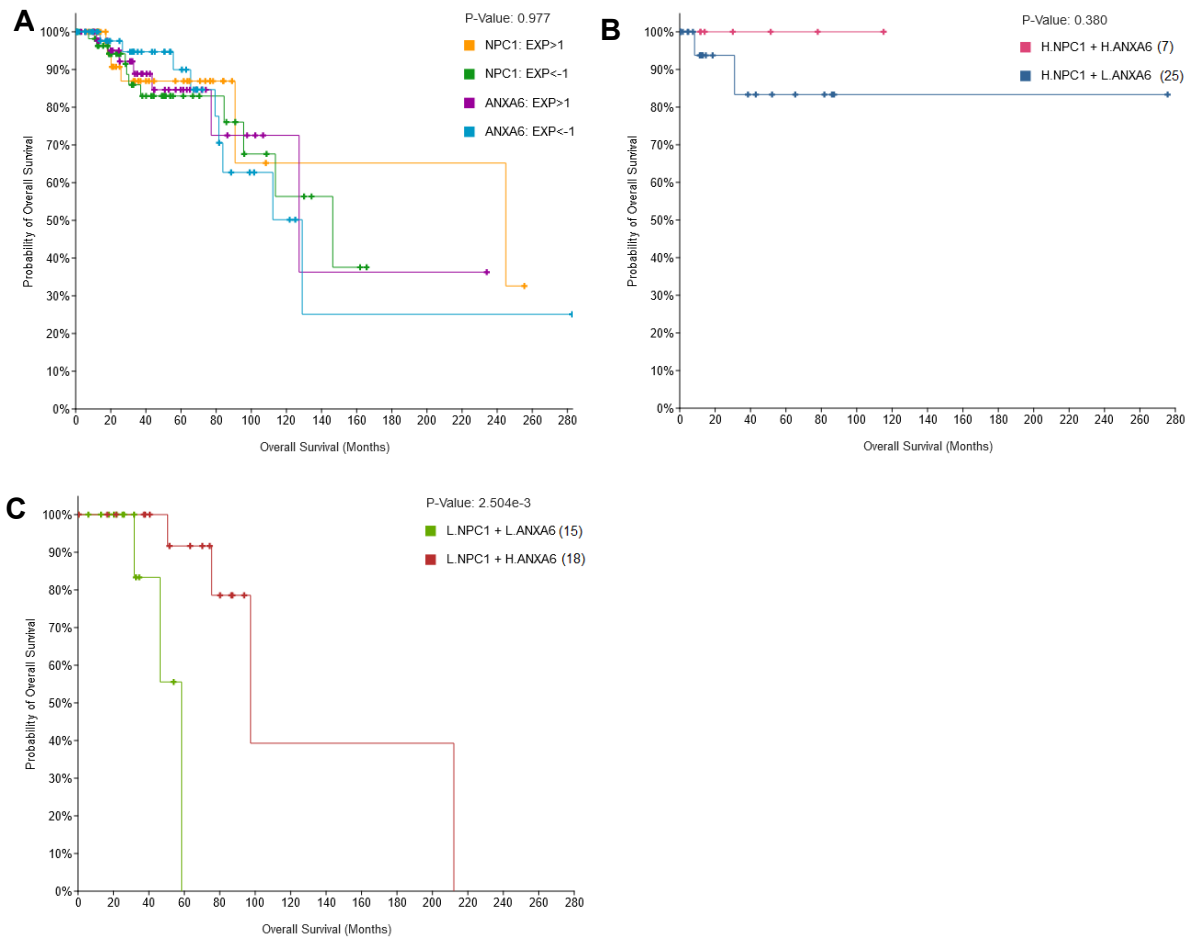 A
P-Value: 0.977
NPC1: EXP>1
NPC1: EXP<-1
ANXA6: EXP>1
ANXA6: EXP<-1
Probability of Overall Survival
100%
90%
80%
70%
60%
50%
40%
30%
20%
10%
0%
0 20 40 60 80 100 120 140 160 180 200 220 240 260 280
Overall Survival (Months)
B
P-Value: 0.380
H.NPC1 + H.ANXA6 (7)
H.NPC1 + L.ANXA6 (25)
Probability of Overall Survival
100%
90%
80%
70%
60%
50%
40%
30%
20%
10%
0%
0 20 40 60 80 100 120 140 160 180 200 220 240 260 280
Overall Survival (Months)
C
P-Value: 2.504e-3
L.NPC1 + L.ANXA6 (15)
L.NPC1 + H.ANXA6 (18)
Probability of Overall Survival
100%
90%
80%
70%
60%
50%
40%
30%
20%
10%
0%
0 20 40 60 80 100 120 140 160 180 200 220 240 260 280
Overall Survival (Months)